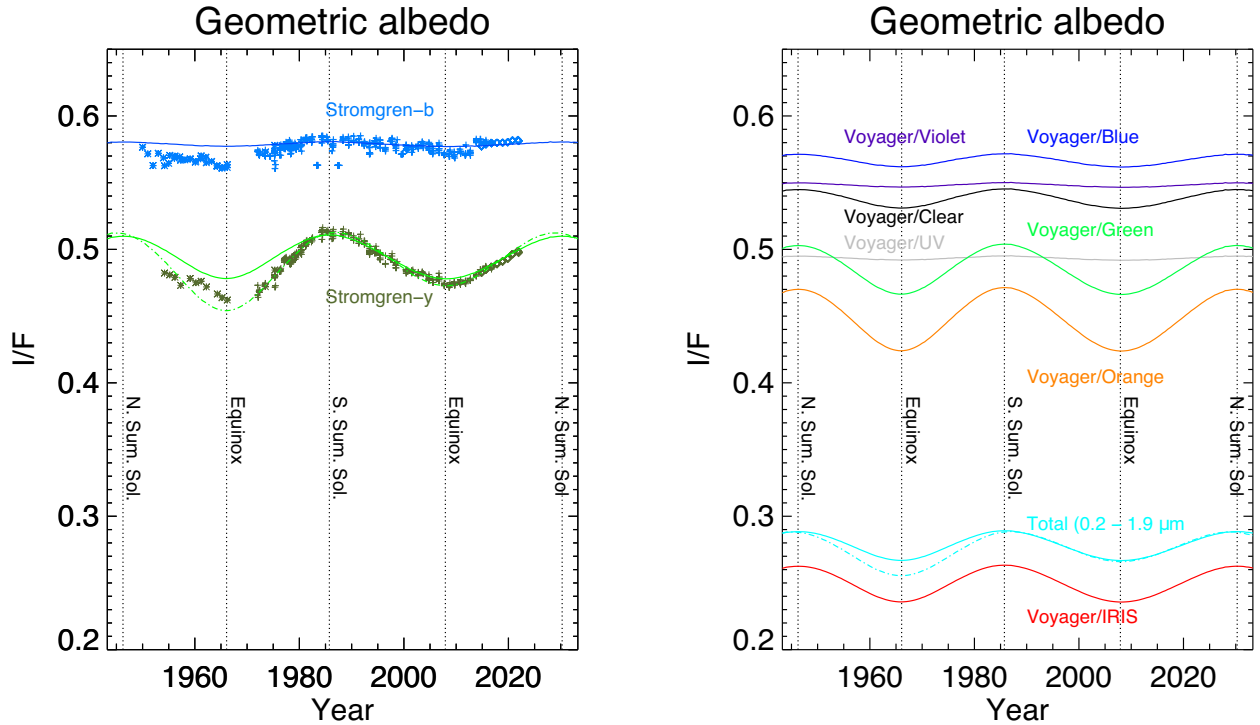 Geometric albedo
0.6
0.5
0.4
0.3
0.2
I/F
Stromgren−b
Stromgren−y
N. Sum. Sol.
Equinox
S. Sum. Sol.
Equinox
N. Sum. Sol.
1960
1980
2000
2020
Year
Geometric albedo
0.6
0.5
0.4
0.3
0.2
I/F
Voyager/Violet
Voyager/Blue
Voyager/Clear
Voyager/UV
Voyager/Green
Voyager/Orange
N. Sum. Sol.
Equinox
S. Sum. Sol.
Equinox
N. Sum. Sol
Total (0.2 − 1.9 μm
Voyager/IRIS
1960
1980
2000
2020
Year